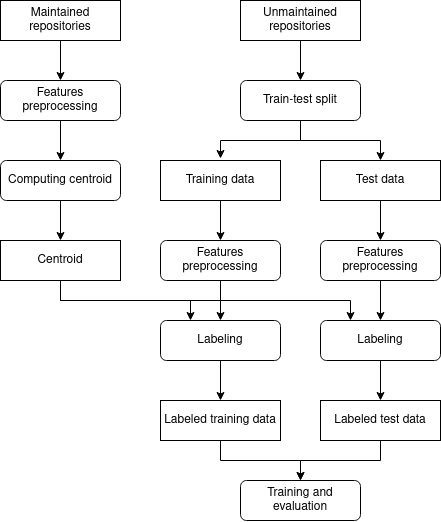 Maintained
repositories
Unmaintained
repositories
Features
preprocessing
Train-test split
Computing centroid
Training data
Test data
Centroid
Features
preprocessing
Features
preprocessing
Labeling
Labeling
Labeled training data
Labeled test data
Training and
evaluation